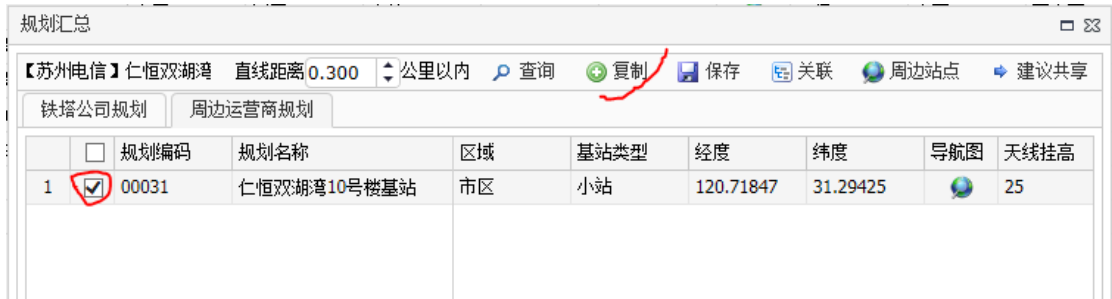 规划汇总
【苏州电信】仁恒双湖湾 直线距离 0.300 公里以内 查询 复制 保存 关联 周边站点 建议共享
铁塔公司规划 周边运营商规划
规划编码 规划名称 区域 基站类型 经度 纬度 导航图 天线挂高
1 00031 仁恒双湖湾10号楼基站 市区 小站 120.71847 31.29425 25